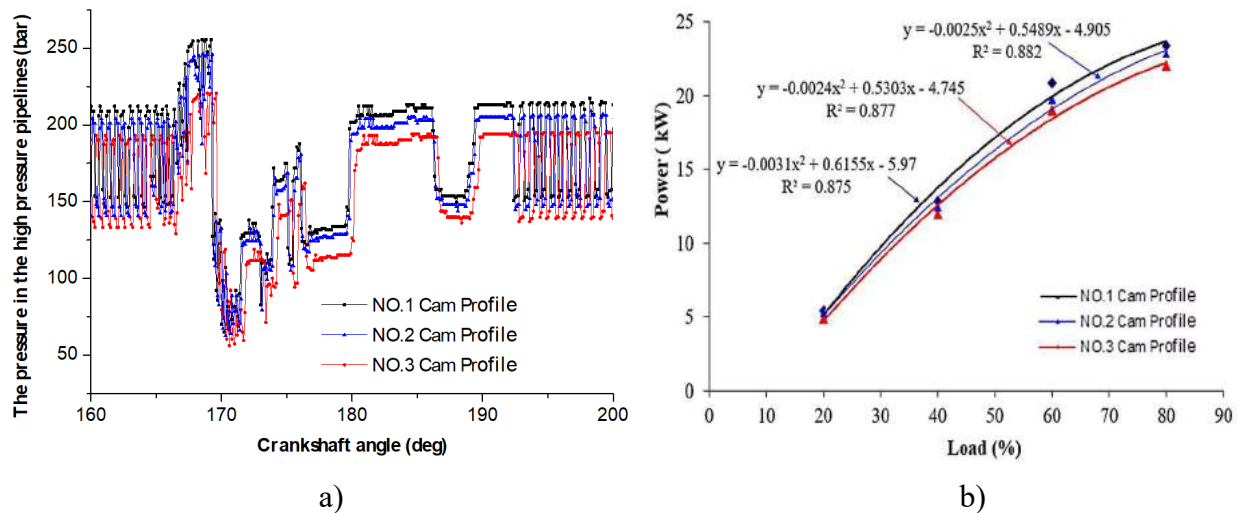 The pressure in the high pressure pipelines (bar)
250
200
150
100
50
NO.1 Cam Profile
NO.2 Cam Profile
NO.3 Cam Profile
160
170
180
190
200
Crankshaft angle (deg)
a)
Power ( kW)
25
20
15
10
5
0
y = -0.0025x² + 0.5489x - 4.905
R² = 0.882
y = -0.0024x² + 0.5303x - 4.745
R² = 0.877
y = -0.0031x² + 0.6155x - 5.97
R² = 0.875
NO.1 Cam Profile
NO.2 Cam Profile
NO.3 Cam Profile
0
10
20
30
40
50
60
70
80
90
Load (%)
b)